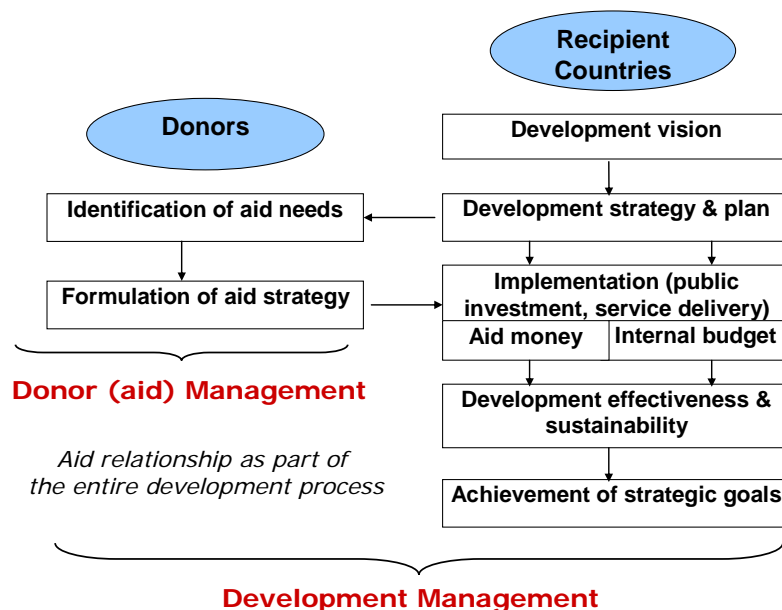 Recipient
Countries
Donors
Development vision
Identification of aid needs
Development strategy & plan
Formulation of aid strategy
Implementation (public
investment, service delivery)
Aid money
Internal budget
Donor (aid) Management
Development effectiveness &
sustainability
Aid relationship as part of
the entire development process
Achievement of strategic goals
Development Management